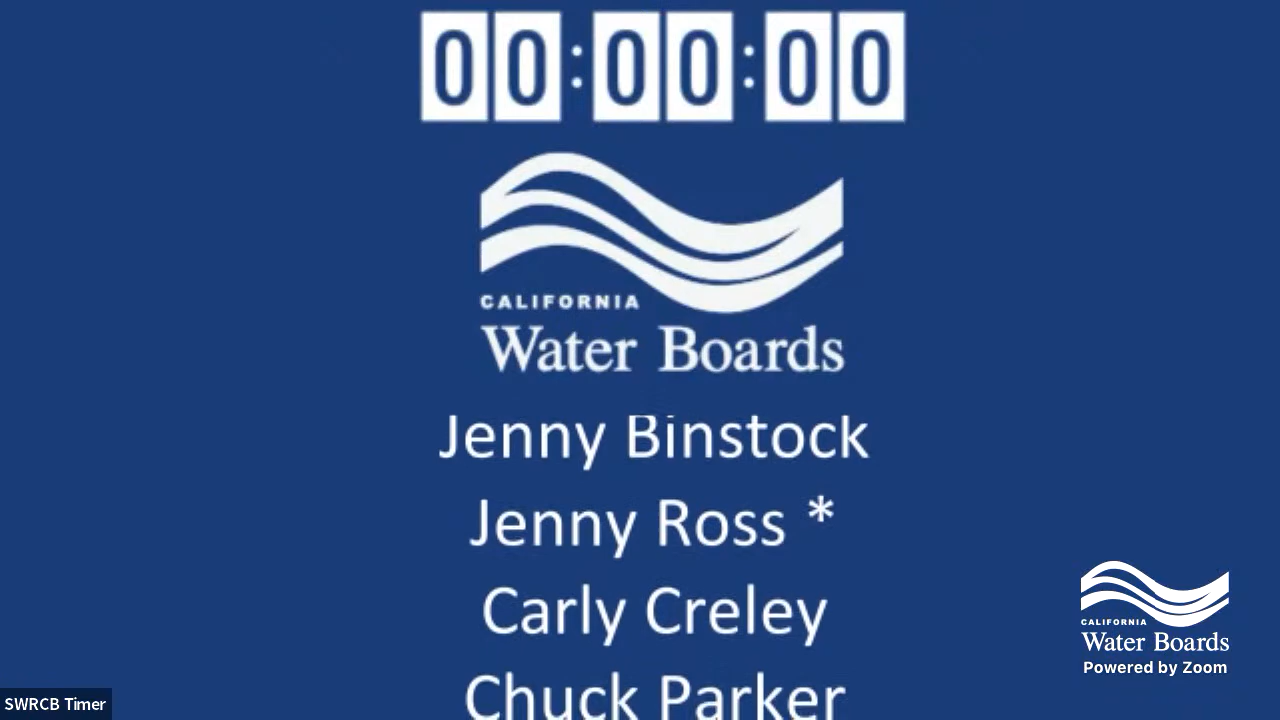 00:00:00
CALIFORNIA
Water Boards
Jenny Binstock
Jenny Ross *
Carly Creley
Chuck Parker
CALIFORNIA
Water Boards
Powered by Zoom
SWRCB Timer